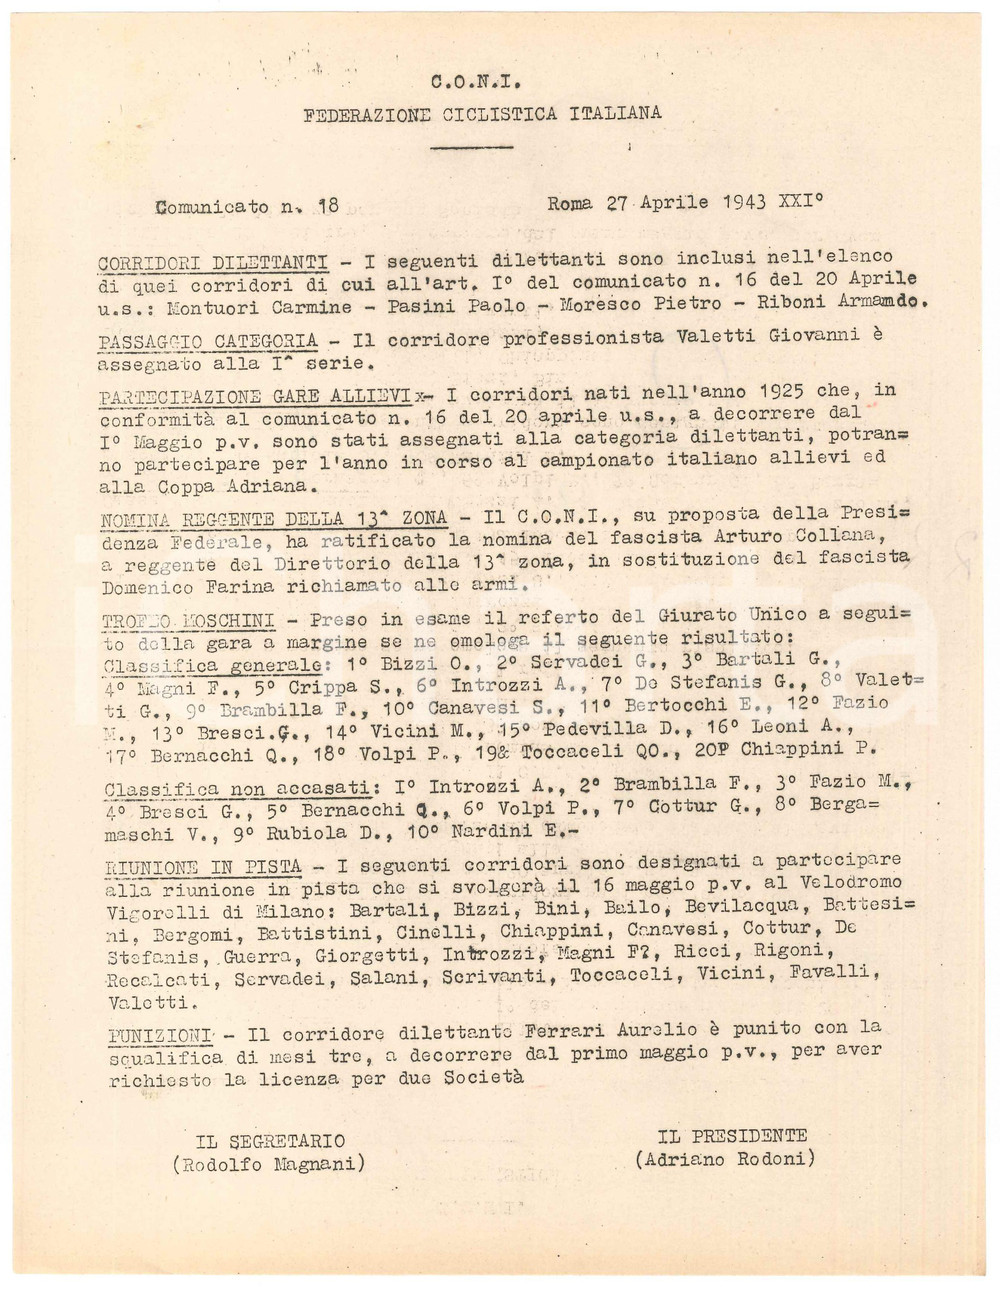 C.O.N.I.
FEDERAZIONE CICLISTICA ITALIANA
Comunicato n. 18 Roma 27 Aprile 1943 XXI°
CORRIDORI DILETTANTI - I seguenti dilettanti sono inclusi nell'elenco
di quei corridori di cui all'art. I° del comunicato n. 16 del 20 Aprile
u.s.: Montuori Carmine - Pasini Paolo - Moresco Pietro - Riboni Armamdo.
PASSAGGIO CATEGORIA - Il corridore professionista Valetti Giovanni è
assegnato alla I^ serie.
PARTECIPAZIONE GARE ALLIEVI x- I corridori nati nell'anno 1925 che, in
conformità al comunicato n. 16 del 20 aprile u.s., a decorrere dal
I° Maggio p.v. sono stati assegnati alla categoria dilettanti, potran=
no partecipare per l'anno in corso al campionato italiano allievi ed
alla Coppa Adriana.
NOMINA REGGENTE DELLA 13^ ZONA - Il C.O.N.I., su proposta della Presi=
denza Federale, ha ratificato la nomina del fascista Arturo Collana,
a reggente del Direttorio della 13^ zona, in sostituzione del fascista
Domenico Farina richiamato alle armi.
TROFEO MOSCHINI - Preso in esame il referto del Giurato Unico a segui=
to della gara a margine se ne omologa il seguente risultato:
Classifica generale: 1° Bizzi O., 2° Servadei G., 3° Bartali G.,
4° Magni F., 5° Crippa S., 6° Introzzi A., 7° De Stefanis G., 8° Valet=
ti G., 9° Brambilla F., 10° Canavesi S., 11° Bertocchi E., 12° Fazio
M., 13° Bresci.G., 14° Vicini M., 15° Pedevilla D., 16° Leoni A.,
17° Bernacchi Q., 18° Volpi P., 19& Toccaceli QO., 20P Chiappini P.
Classifica non accasati: I° Introzzi A., 2° Brambilla F., 3° Fazio M.,
4° Bresci G., 5° Bernacchi Q., 6° Volpi P., 7° Cottur G., 8° Berga=
maschi V., 9° Rubiola D., 10° Nardini E.-
RIUNIONE IN PISTA - I seguenti corridori sono designati a partecipare
alla riunione in pista che si svolgerà il 16 maggio p.v. al Velodromo
Vigorelli di Milano: Bartali, Bizzi, Bini, Bailo, Bevilacqua, Battesi=
ni, Bergomi, Battistini, Cinelli, Chiappini, Canavesi, Cottur, De
Stefanis, Guerra, Giorgetti, Introzzi, Magni F?, Ricci, Rigoni,
Recalcati, Servadei, Salani, Scrivanti, Toccaceli, Vicini, Favalli,
Valetti.
PUNIZIONI - Il corridore dilettante Ferrari Aurelio è punito con la
squalifica di mesi tre, a decorrere dal primo maggio p.v., per aver
richiesto la licenza per due Società
IL SEGRETARIO IL PRESIDENTE
(Rodolfo Magnani) (Adriano Rodoni)